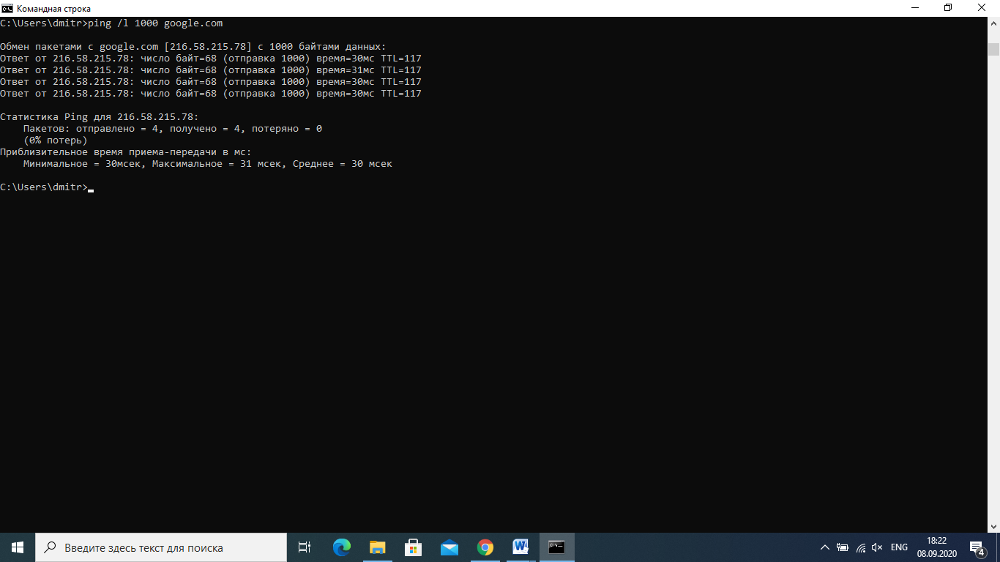 Командная строка
C:\Users\dmitr>ping /l 1000 google.com
Обмен пакетами с google.com [216.58.215.78] с 1000 байтами данных:
Ответ от 216.58.215.78: число байт=68 (отправка 1000) время=30мс TTL=117
Ответ от 216.58.215.78: число байт=68 (отправка 1000) время=31мс TTL=117
Ответ от 216.58.215.78: число байт=68 (отправка 1000) время=30мс TTL=117
Ответ от 216.58.215.78: число байт=68 (отправка 1000) время=30мс TTL=117
Статистика Ping для 216.58.215.78:
Пакетов: отправлено = 4, получено = 4, потеряно = 0
(0% потерь)
Приблизительное время приема-передачи в мс:
Минимальное = 30мсек, Максимальное = 31 мсек, Среднее = 30 мсек
C:\Users\dmitr>
Введите здесь текст для поиска
ENG
18:22
08.09.2020
4